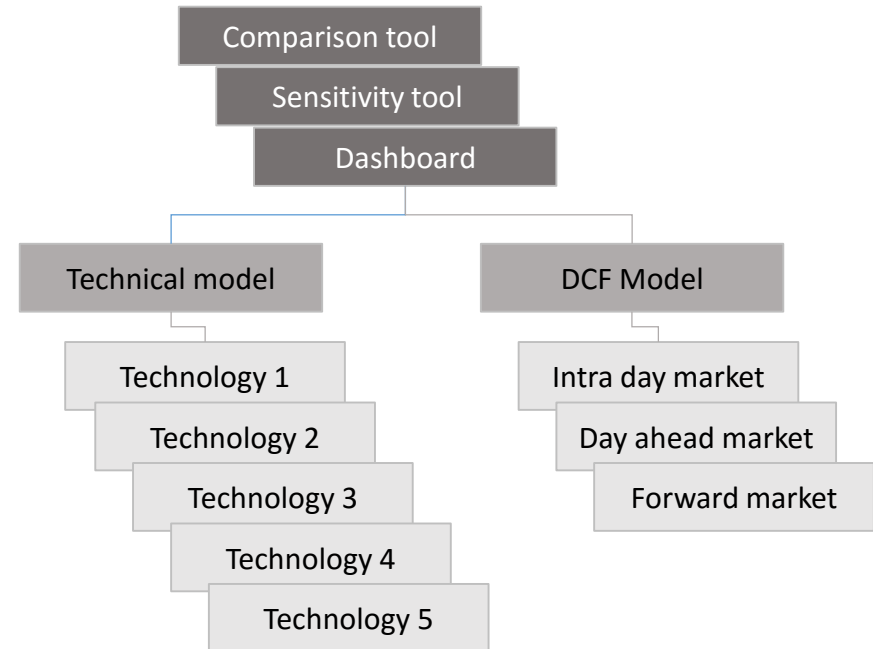 Comparison tool
Sensitivity tool
Dashboard
Technical model
DCF Model
Technology 1
Technology 2
Technology 3
Technology 4
Technology 5
Intra day market
Day ahead market
Forward market